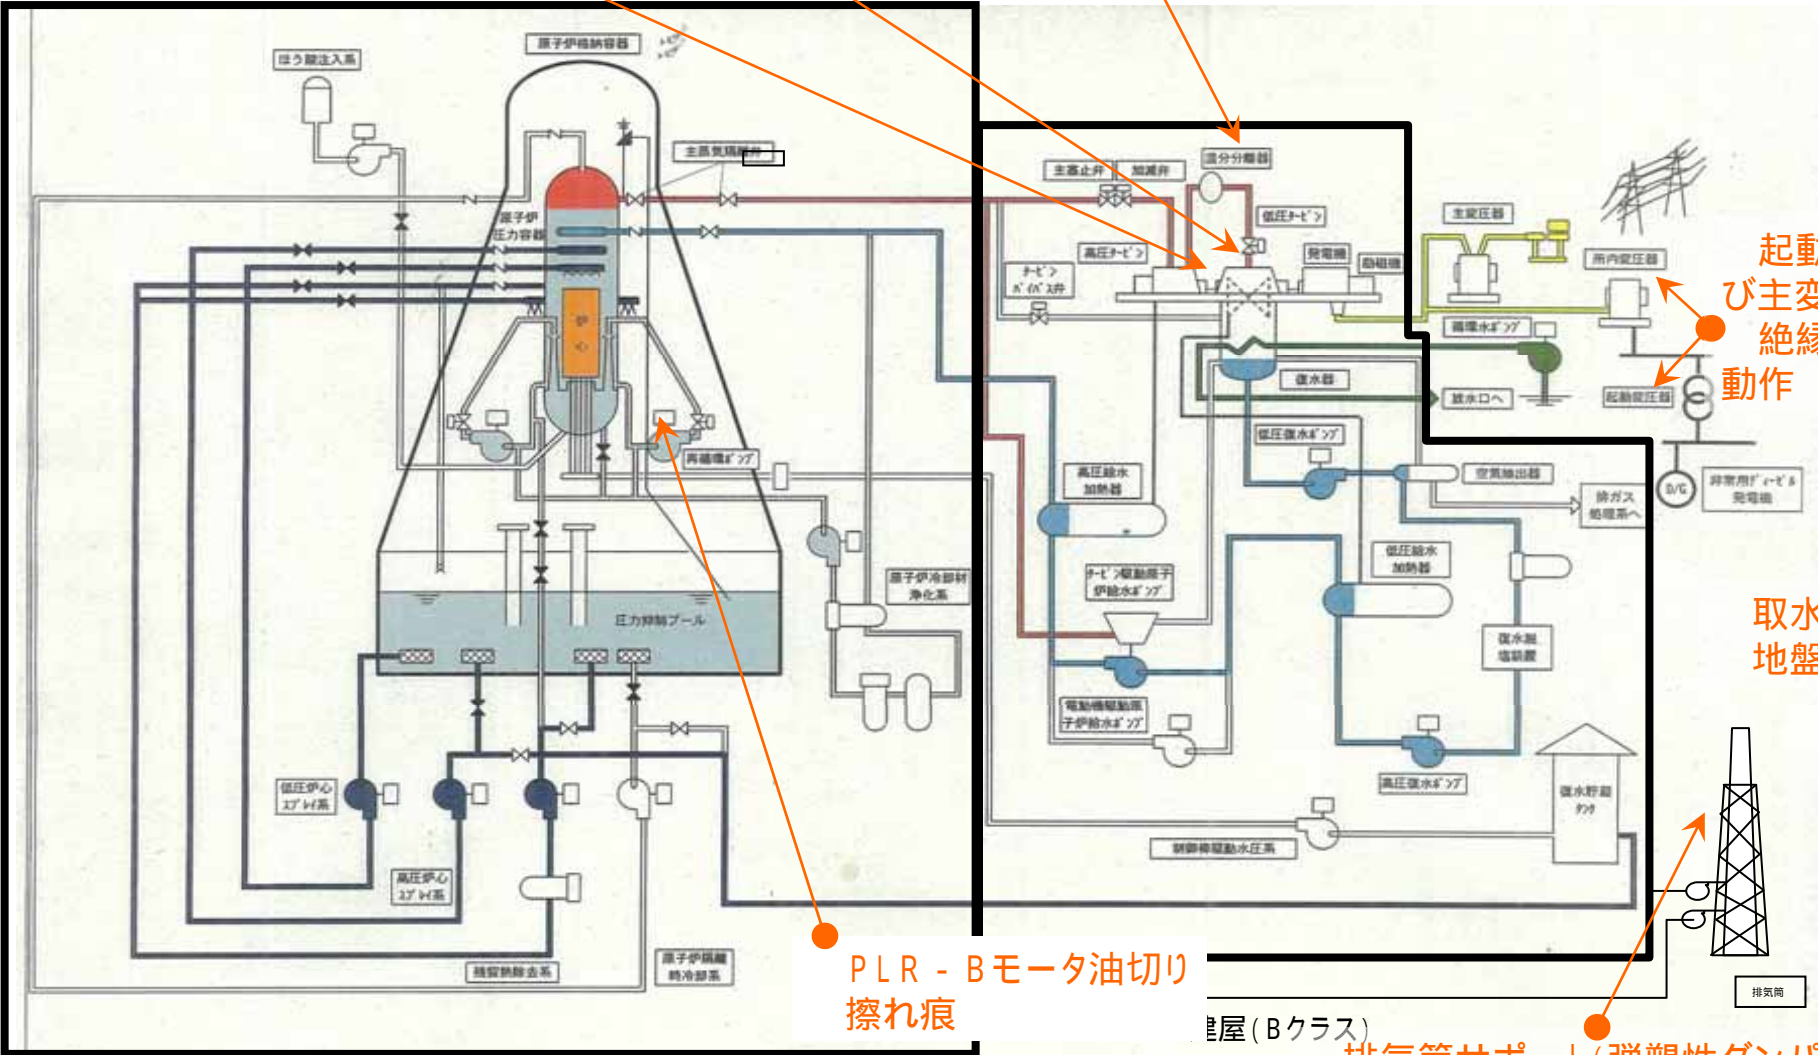 原子炉格納容器
ほう酸注入系
主蒸気隔離弁
湿分分離器
主塞止弁
加減弁
低圧タービン
主変圧器
原子炉
圧力容器
高圧タービン
発電機
励磁機
所内変圧器
起動
び主変
絶縁
動作
タービン
バイパス弁
循環水ポンプ
炉
心
復水器
放水口へ
起動変圧器
低圧復水ポンプ
再循環ポンプ
高圧給水
加熱器
空気抽出器
D/G
非常用ディーゼル
発電機
排ガス
処理系へ
低圧給水
加熱器
原子炉冷却材
浄化系
タービン駆動原子
炉給水ポンプ
圧力抑制プール
復水脱
塩装置
取水
地盤
電動機駆動原
子炉給水ポンプ
低圧炉心
スプレイ系
高圧復水ポンプ
復水貯蔵
タンク
制御棒駆動水圧系
高圧炉心
スプレイ系
残留熱除去系
原子炉隔離
時冷却系
PLR-Bモータ油切り
擦れ痕
排気筒
建屋(Bクラス)
排気筒サポート(弾塑性ダンパ